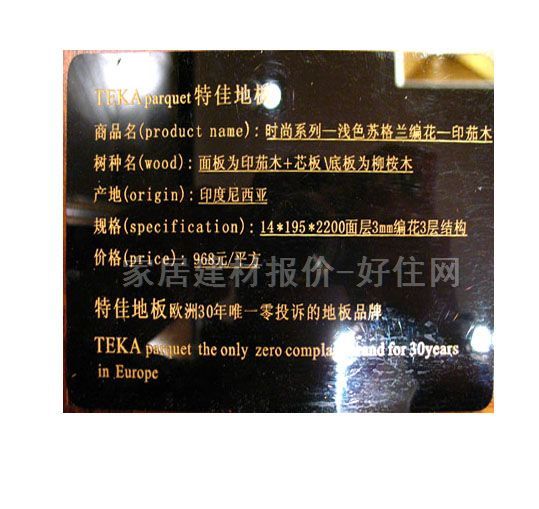 TEKA parquet 特佳地板
商品名(product name): 时尚系列—浅色苏格兰编花—印茄木
树种名(wood): 面板为印茄木+芯板\底板为柳桉木
产地(origin): 印度尼西亚
规格(specification): 14*195*2200面层3mm编花3层结构
价格(price): 968元/平方
家居建材报价-好住网
特佳地板欧洲30年唯一零投诉的地板品牌
TEKA parquet the only zero brand for 30years
in Europe